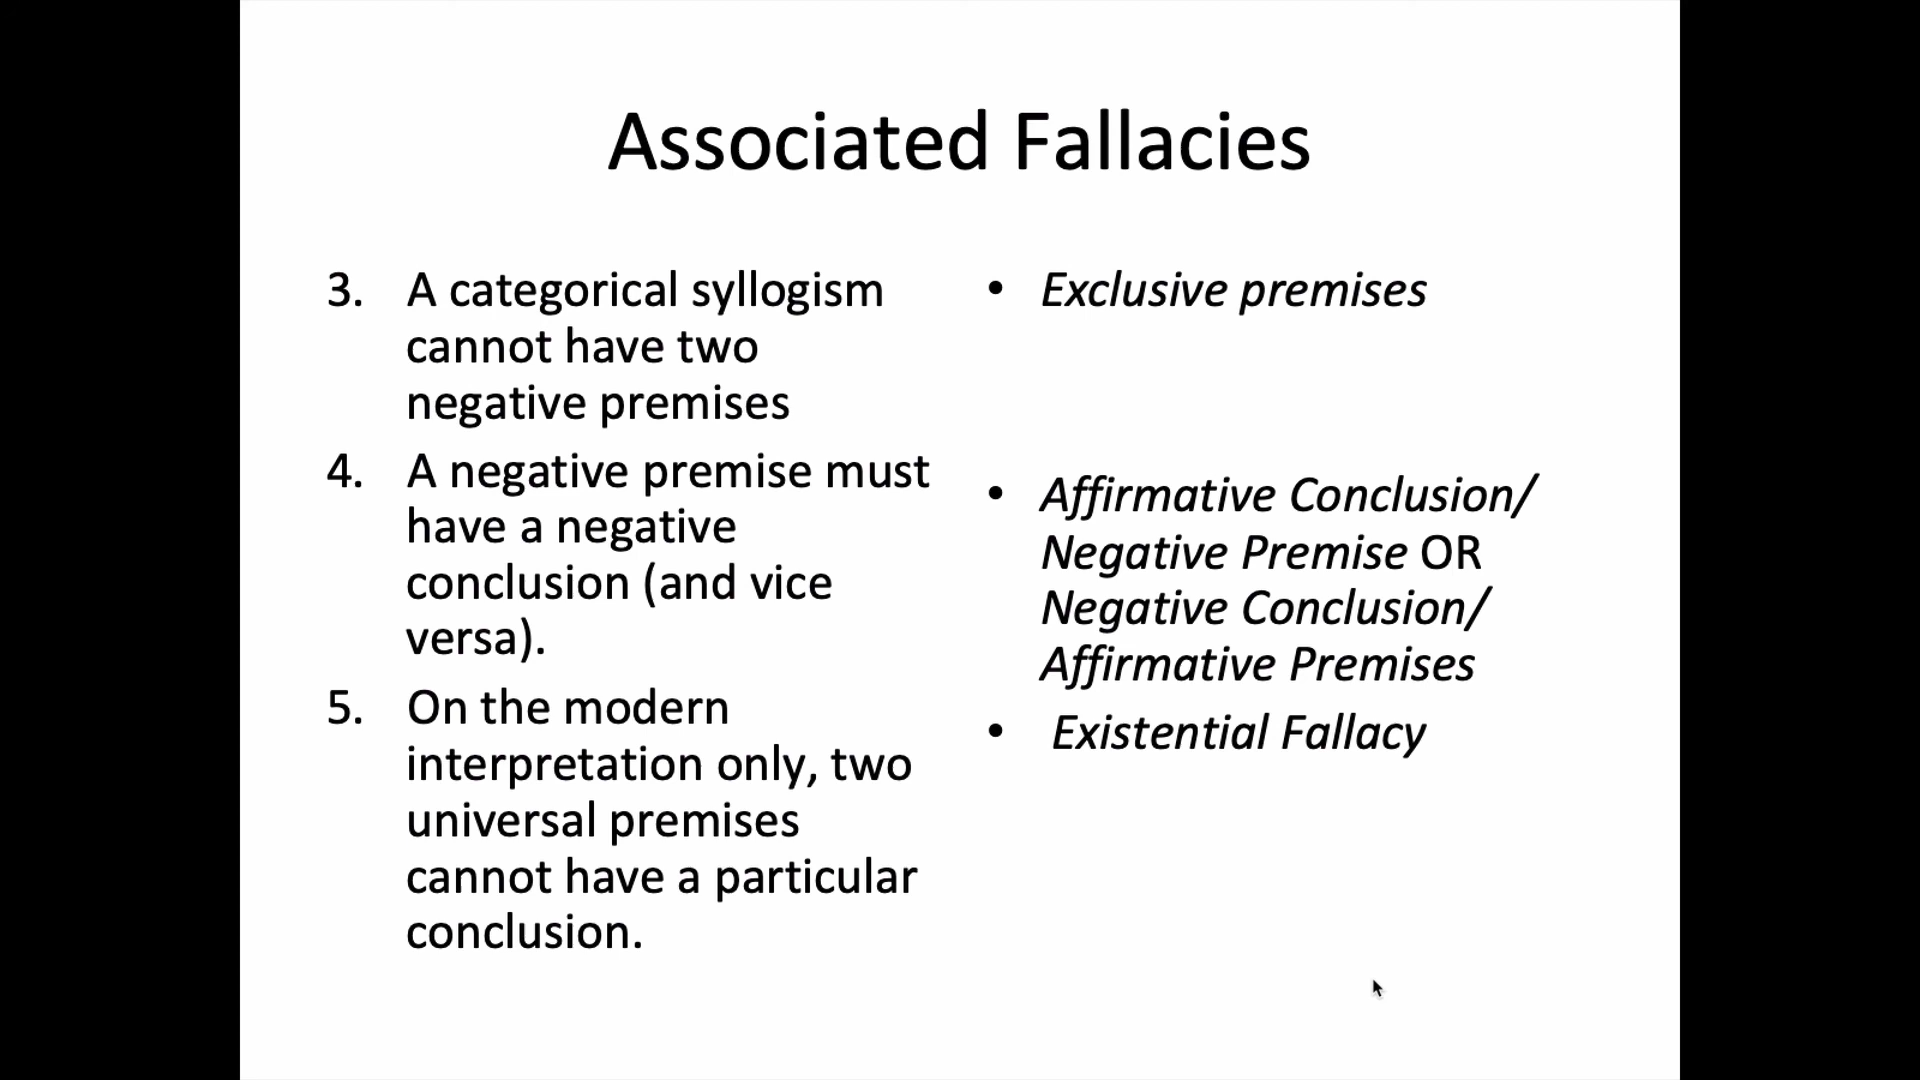 Associated Fallacies
3. A categorical syllogism
cannot have two
negative premises
4. A negative premise must
have a negative
conclusion (and vice
versa).
5. On the modern
interpretation only, two
universal premises
cannot have a particular
conclusion.
• Exclusive premises
• Affirmative Conclusion/
Negative Premise OR
Negative Conclusion/
Affirmative Premises
• Existential Fallacy